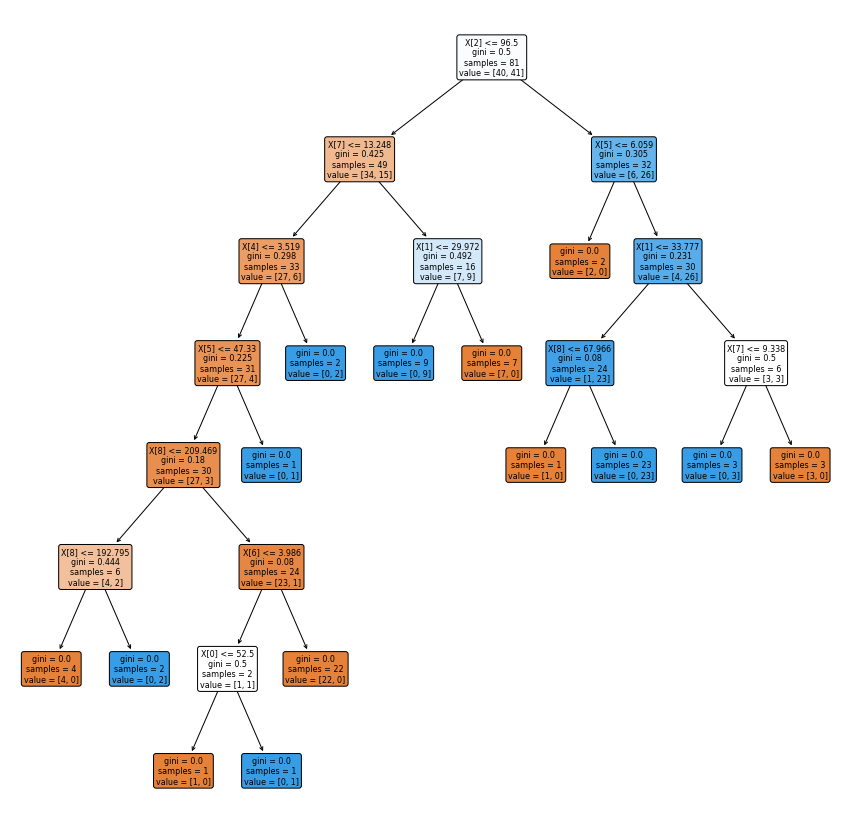 X[2] <= 96.5
gini = 0.5
samples = 81
value = [40, 41]
X[7] <= 13.248
gini = 0.425
samples = 49
value = [34, 15]
X[5] <= 6.059
gini = 0.305
samples = 32
value = [6, 26]
X[4] <= 3.519
gini = 0.298
samples = 33
value = [27, 6]
X[1] <= 29.972
gini = 0.492
samples = 16
value = [7, 9]
gini = 0.0
samples = 2
value = [2, 0]
X[1] <= 33.777
gini = 0.231
samples = 30
value = [4, 26]
X[5] <= 47.33
gini = 0.225
samples = 31
value = [27, 4]
gini = 0.0
samples = 2
value = [0, 2]
gini = 0.0
samples = 9
value = [0, 9]
gini = 0.0
samples = 7
value = [7, 0]
X[8] <= 67.966
gini = 0.08
samples = 24
value = [1, 23]
X[7] <= 9.338
gini = 0.5
samples = 6
value = [3, 3]
X[8] <= 209.469
gini = 0.18
samples = 30
value = [27, 3]
gini = 0.0
samples = 1
value = [0, 1]
gini = 0.0
samples = 1
value = [1, 0]
gini = 0.0
samples = 23
value = [0, 23]
gini = 0.0
samples = 3
value = [0, 3]
gini = 0.0
samples = 3
value = [3, 0]
X[8] <= 192.795
gini = 0.444
samples = 6
value = [4, 2]
X[6] <= 3.986
gini = 0.08
samples = 24
value = [23, 1]
gini = 0.0
samples = 4
value = [4, 0]
gini = 0.0
samples = 2
value = [0, 2]
X[0] <= 52.5
gini = 0.5
samples = 2
value = [1, 1]
gini = 0.0
samples = 22
value = [22, 0]
gini = 0.0
samples = 1
value = [1, 0]
gini = 0.0
samples = 1
value = [0, 1]